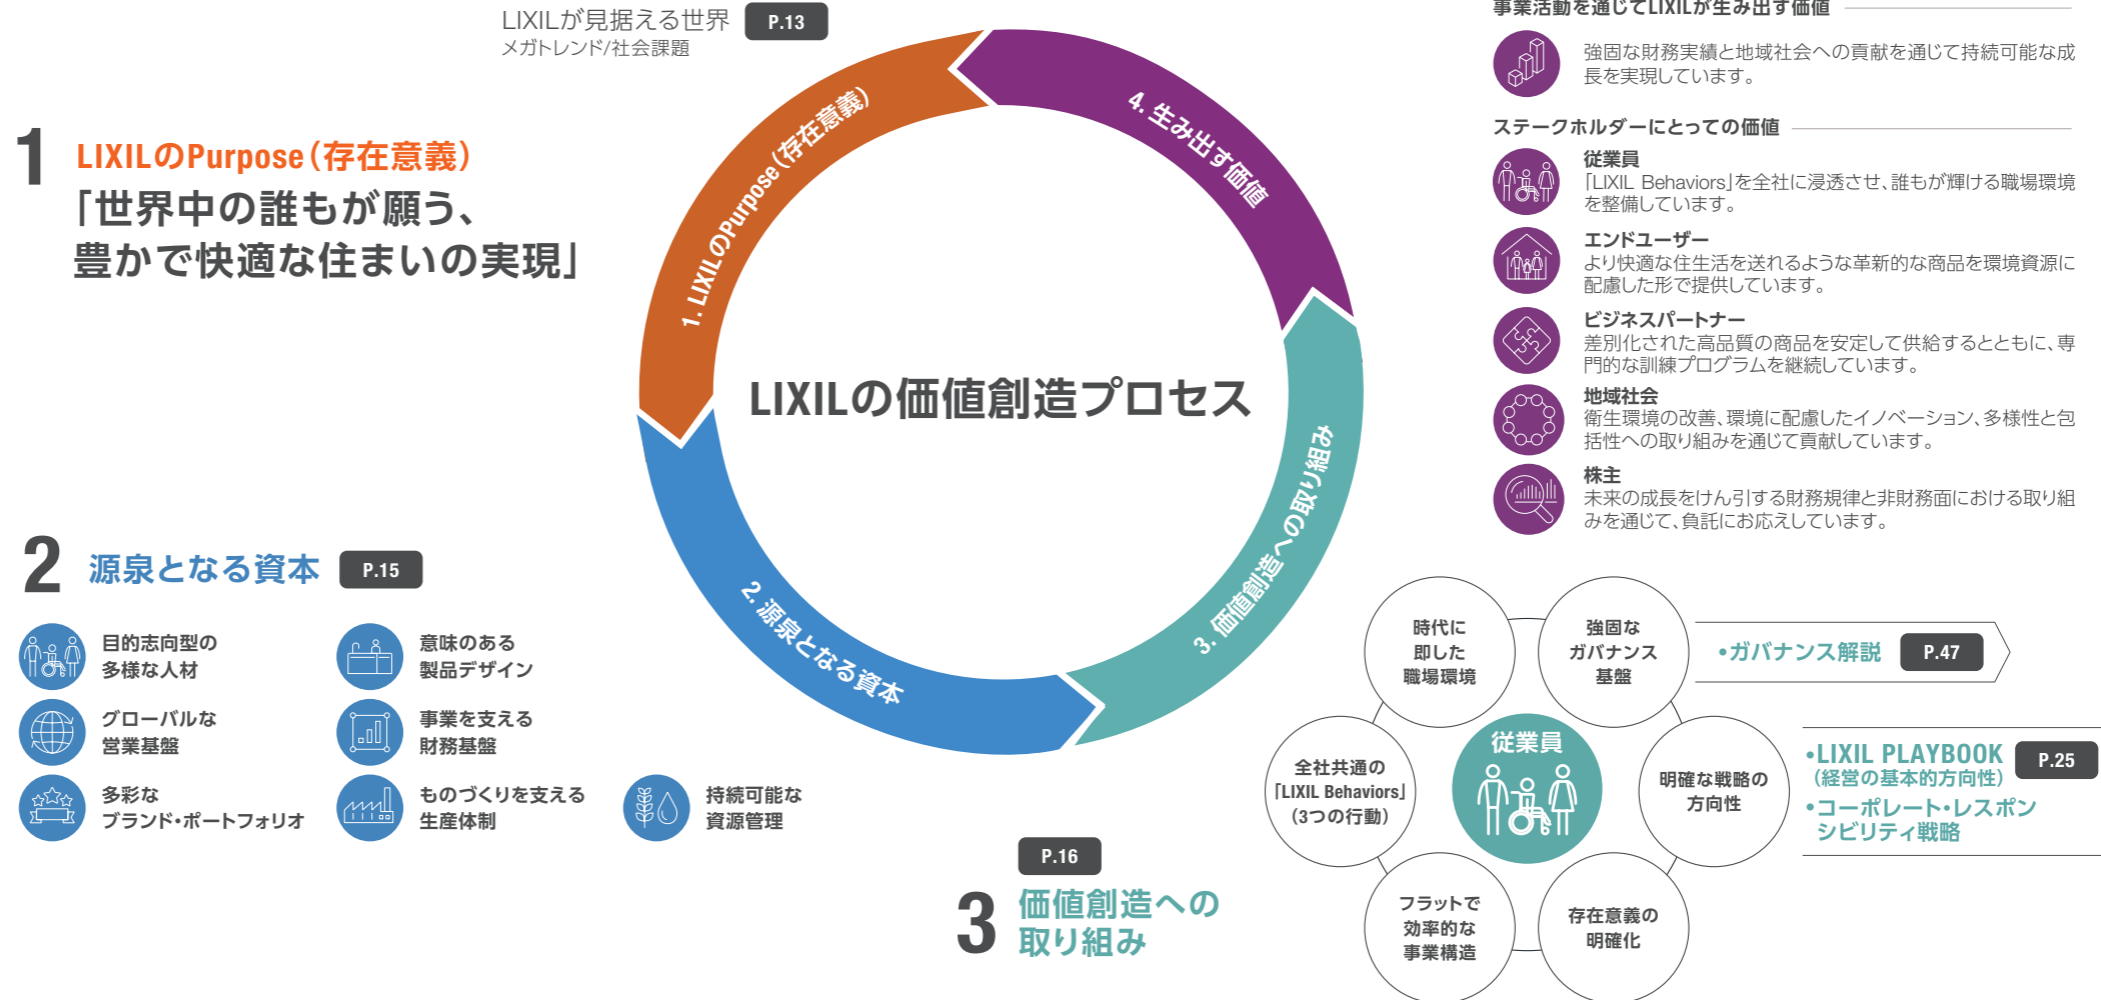 LIXILが見据える世界 P.13
メガトレンド/社会課題
1 LIXILのPurpose（存在意義）
「世界中の誰もが願う、
豊かで快適な住まいの実現」
2 源泉となる資本 P.15
目的志向型の
多様な人材
意味のある
製品デザイン
グローバルな
営業基盤
事業を支える
財務基盤
多彩な
ブランド・ポートフォリオ
ものづくりを支える
生産体制
持続可能な
資源管理
LIXILの価値創造プロセス
1. LIXILのPurpose（存在意義）
2. 源泉となる資本
3. 価値創造への取り組み
4. 生み出す価値
P.16
3 価値創造への
取り組み
事業活動を通じてLIXILが生み出す価値
強固な財務実績と地域社会への貢献を通じて持続可能な成
長を実現しています。
ステークホルダーにとっての価値
従業員
「LIXIL Behaviors」を全社に浸透させ、誰もが輝ける職場環境
を整備しています。
エンドユーザー
より快適な住生活を送れるような革新的な商品を環境資源に
配慮した形で提供しています。
ビジネスパートナー
差別化された高品質の商品を安定して供給するとともに、専
門的な訓練プログラムを継続しています。
地域社会
衛生環境の改善、環境に配慮したイノベーション、多様性と包
括性への取り組みを通じて貢献しています。
株主
未来の成長をけん引する財務規律と非財務面における取り組
みを通じて、負託にお応えしています。
時代に
即した
職場環境
強固な
ガバナンス
基盤
•ガバナンス解説 P.47
従業員
全社共通の
「LIXIL Behaviors」
（3つの行動）
明確な戦略の
方向性
•LIXIL PLAYBOOK P.25
（経営の基本的方向性）
•コーポレート・レスポン
シビリティ戦略
フラットで
効率的な
事業構造
存在意義の
明確化